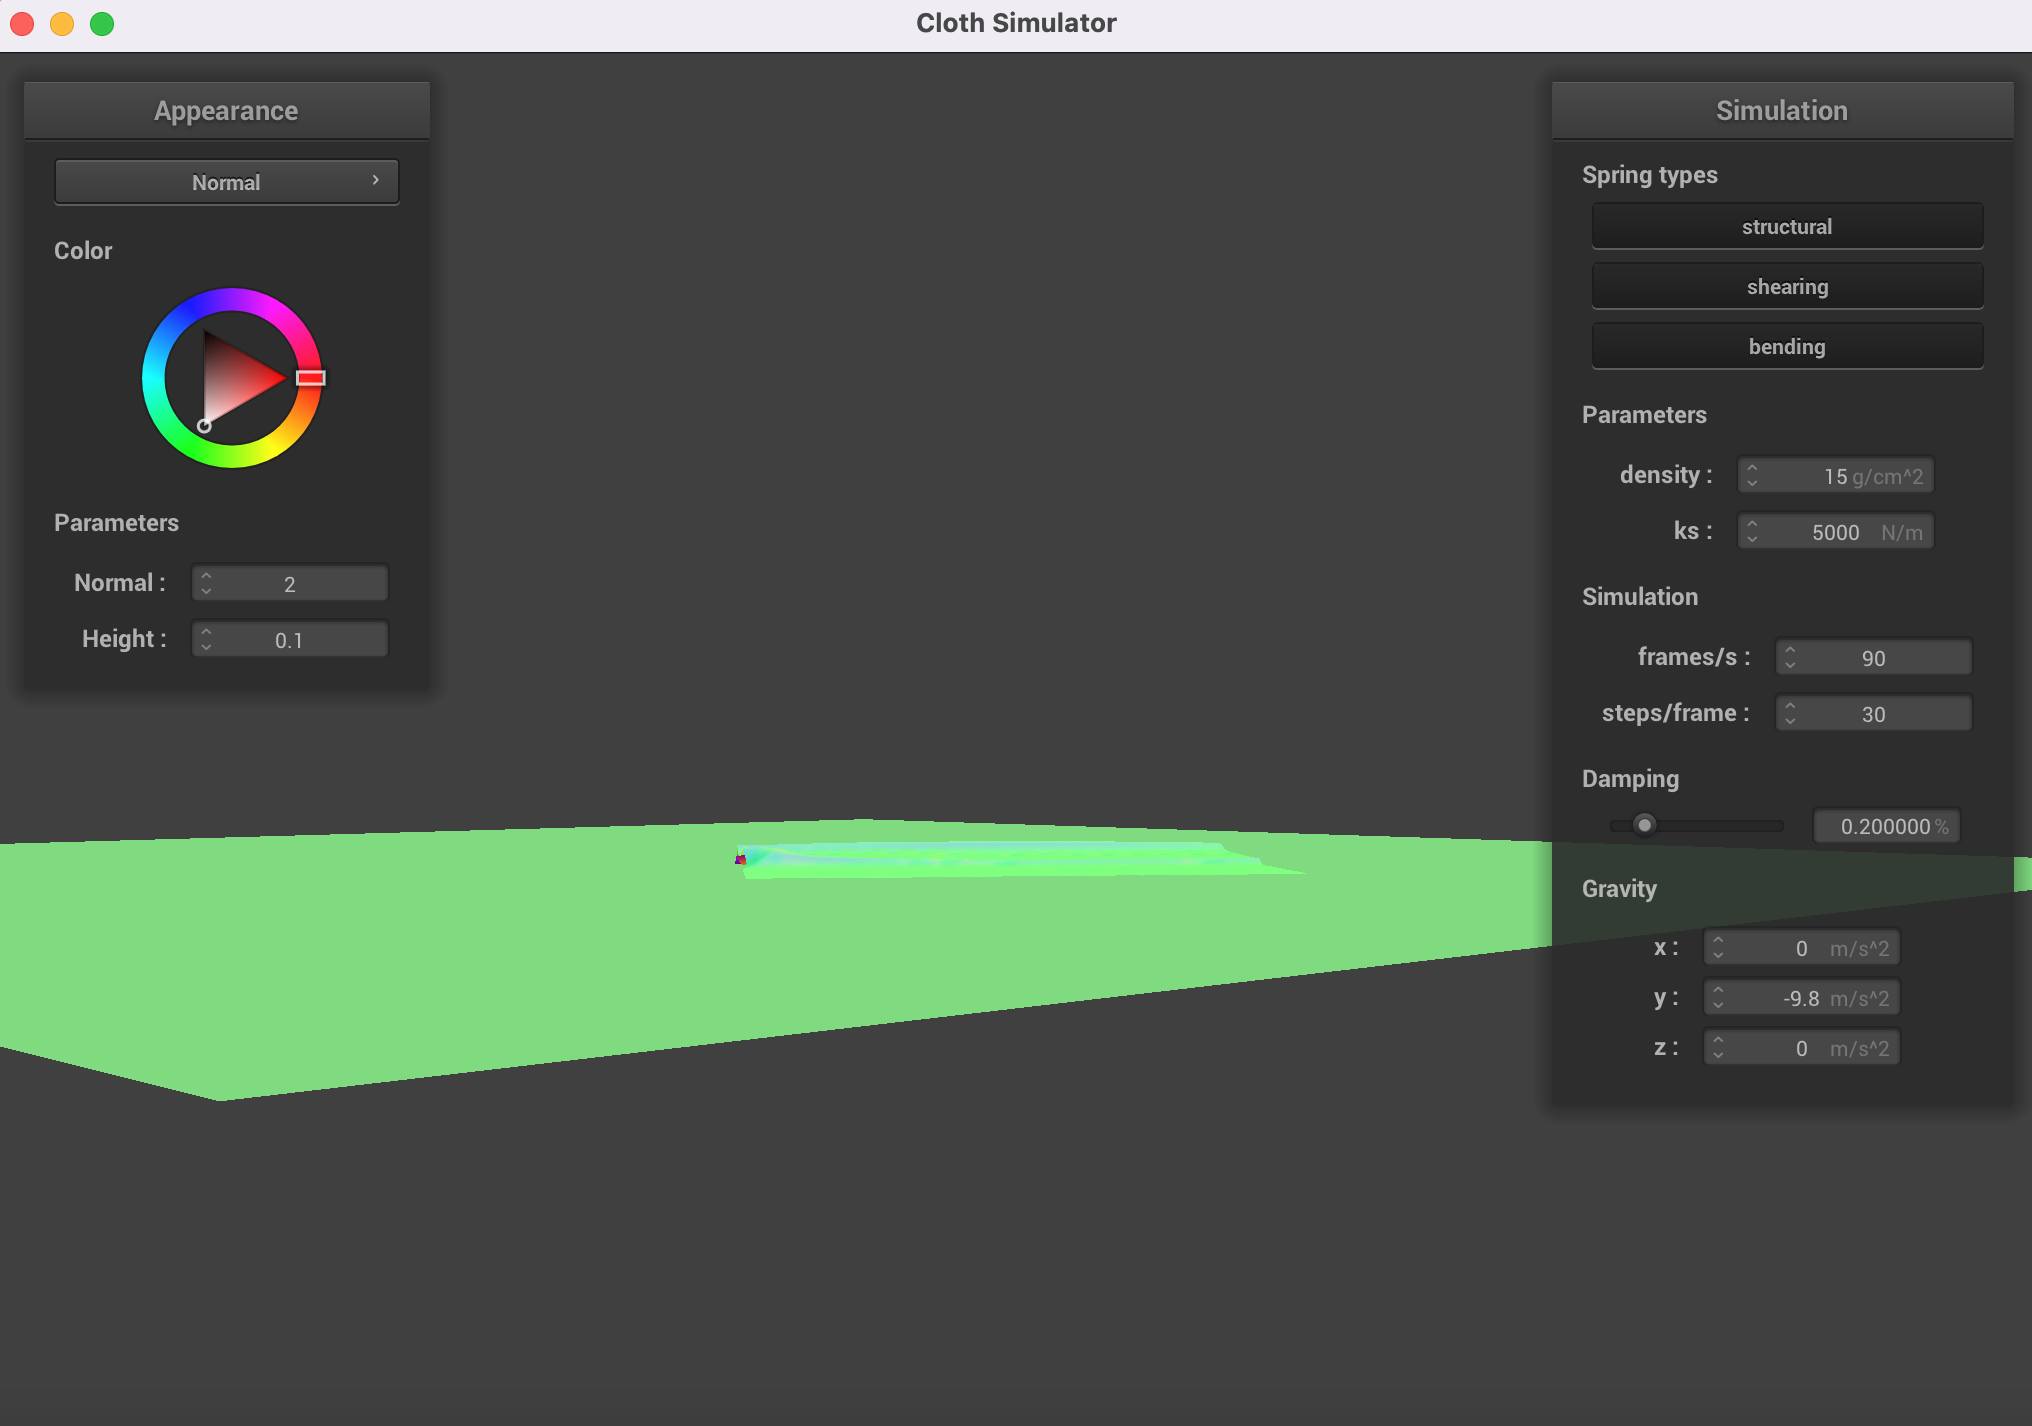 Cloth Simulator
Appearance
Normal
Color
Parameters
Normal :
2
Height :
0.1
Simulation
Spring types
structural
shearing
bending
Parameters
density :
15 g/cm^2
ks :
5000 N/m
Simulation
frames/s :
90
steps/frame :
30
Damping
0.200000 %
Gravity
x :
0 m/s^2
y :
-9.8 m/s^2
z :
0 m/s^2